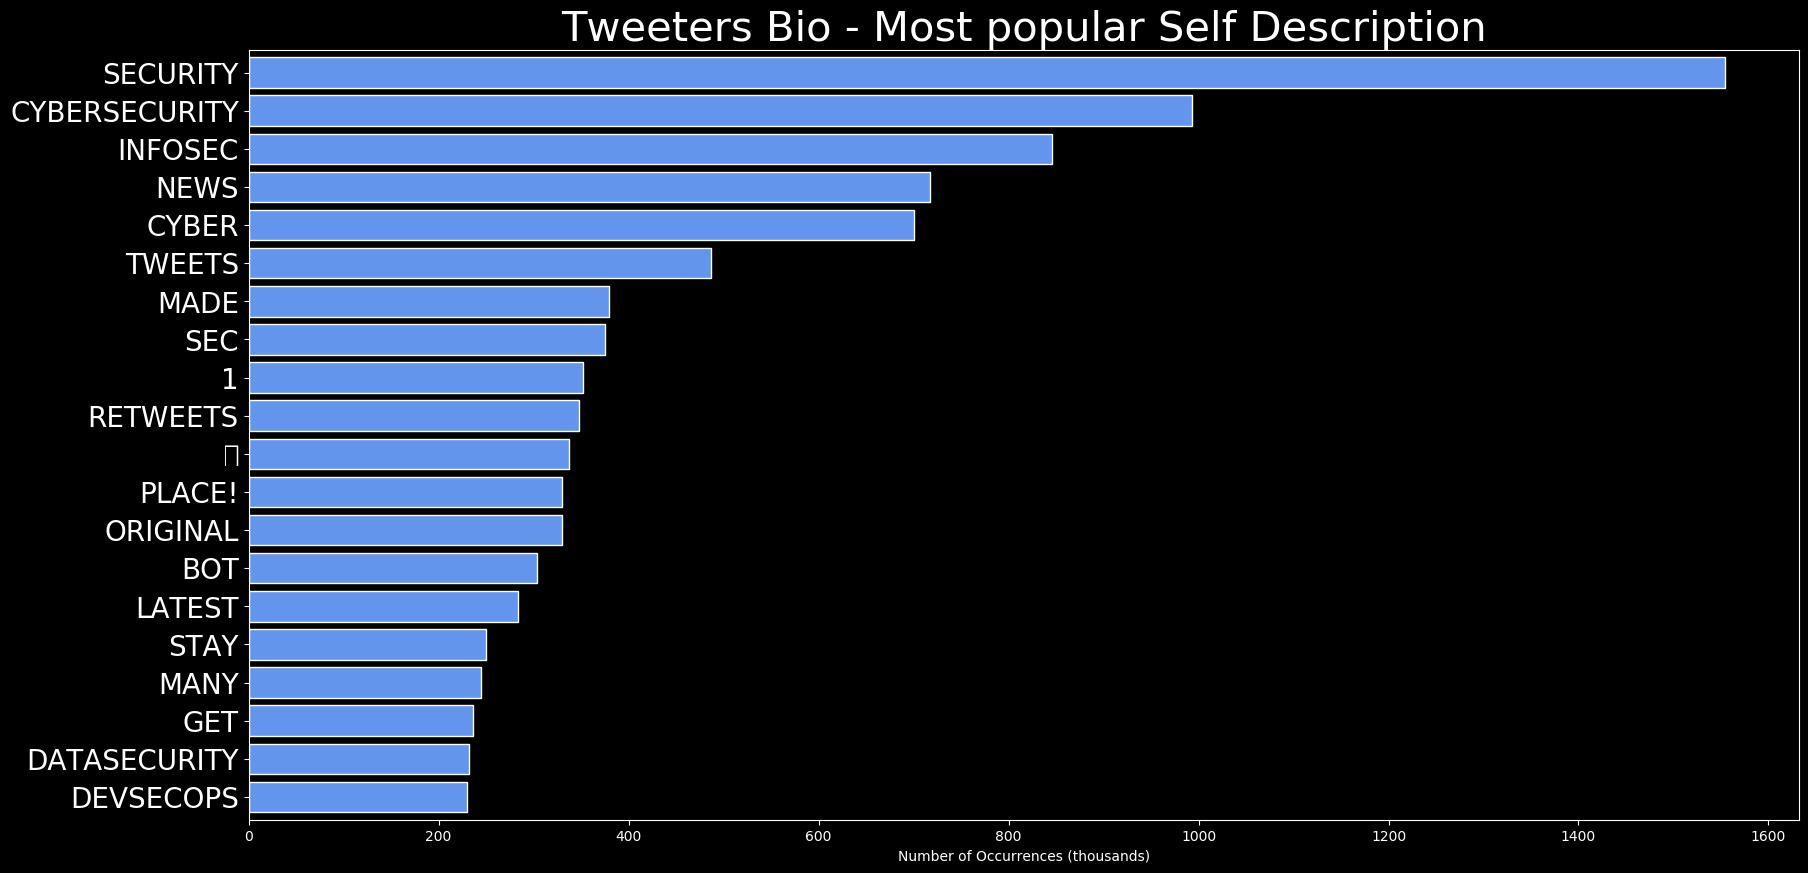 Tweeters Bio - Most popular Self Description
SECURITY
CYBERSECURITY
INFOSEC
NEWS
CYBER
TWEETS
MADE
SEC
1
RETWEETS
PLACE!
ORIGINAL
BOT
LATEST
STAY
MANY
GET
DATASECURITY
DEVSECOPS
0 200 400 600 800 1000 1200 1400 1600
Number of Occurrences (thousands)